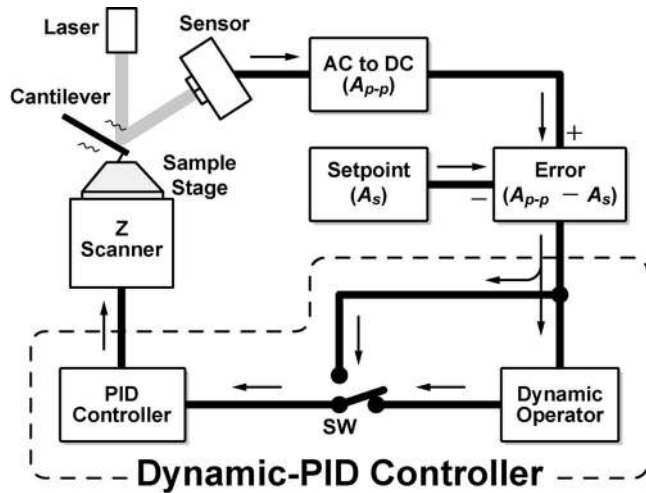 Laser
Sensor
Cantilever
AC to DC
(Ap-p)
+
Setpoint
(As)
−
Error
(Ap-p − As)
Sample
Stage
Z
Scanner
PID
Controller
SW
Dynamic
Operator
Dynamic-PID Controller